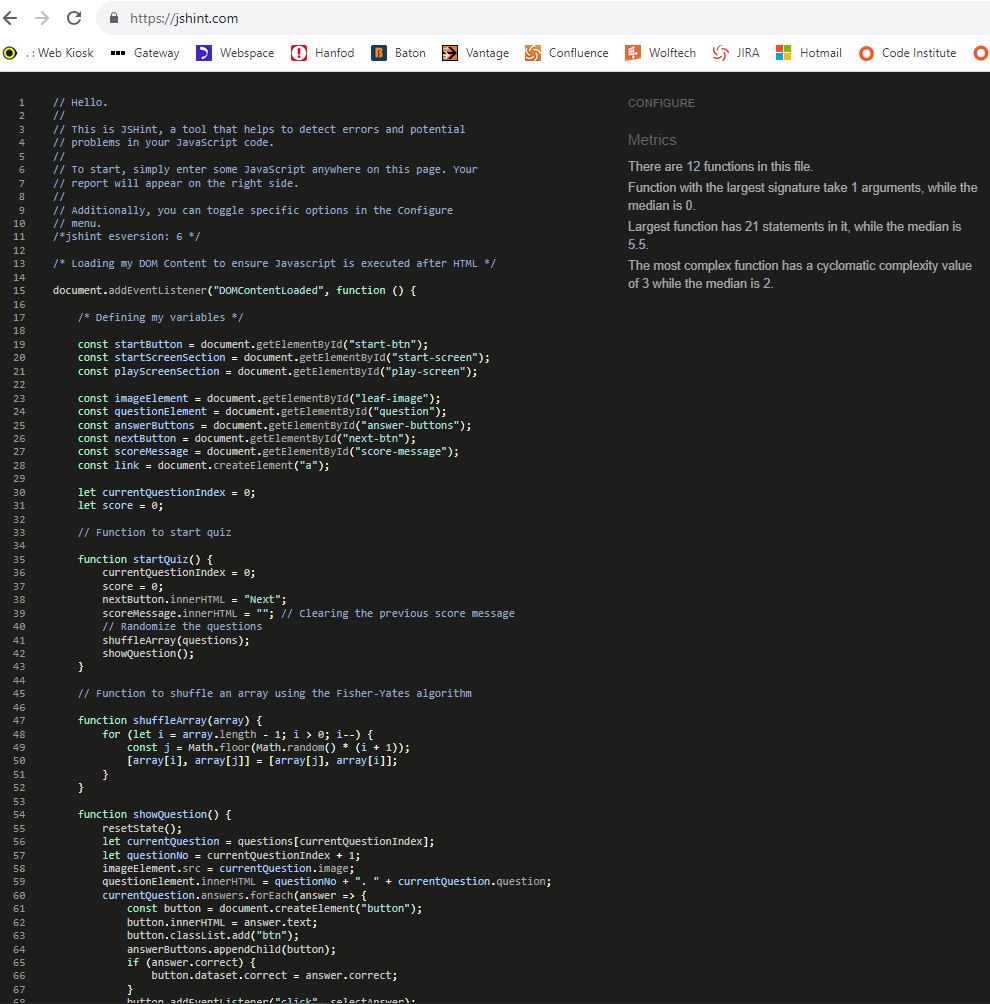 https://jshint.com
.: Web Kiosk Gateway Webspace Hanfod Baton Vantage Confluence Wolftech JIRA Hotmail Code Institute
1 // Hello.
2 //
3 // This is JSHint, a tool that helps to detect errors and potential
4 // problems in your JavaScript code.
5 //
6 // To start, simply enter some JavaScript anywhere on this page. Your
7 // report will appear on the right side.
8 //
9 // Additionally, you can toggle specific options in the Configure
10 // menu.
11 /*jshint esversion: 6 */
12
13 /* Loading my DOM Content to ensure Javascript is executed after HTML */
14
15 document.addEventListener("DOMContentLoaded", function () {
16
17 /* Defining my variables */
18
19 const startButton = document.getElementById("start-btn");
20 const startScreenSection = document.getElementById("start-screen");
21 const playScreenSection = document.getElementById("play-screen");
22
23 const imageElement = document.getElementById("leaf-image");
24 const questionElement = document.getElementById("question");
25 const answerButtons = document.getElementById("answer-buttons");
26 const nextButton = document.getElementById("next-btn");
27 const scoreMessage = document.getElementById("score-message");
28 const link = document.createElement("a");
29
30 let currentQuestionIndex = 0;
31 let score = 0;
32
33 // Function to start quiz
34
35 function startQuiz() {
36 currentQuestionIndex = 0;
37 score = 0;
38 nextButton.innerHTML = "Next";
39 scoreMessage.innerHTML = ""; // Clearing the previous score message
40 // Randomize the questions
41 shuffleArray(questions);
42 showQuestion();
43 }
44
45 // Function to shuffle an array using the Fisher-Yates algorithm
46
47 function shuffleArray(array) {
48 for (let i = array.length - 1; i > 0; i--) {
49 const j = Math.floor(Math.random() * (i + 1));
50 [array[i], array[j]] = [array[j], array[i]];
51 }
52 }
53
54 function showQuestion() {
55 resetState();
56 let currentQuestion = questions[currentQuestionIndex];
57 let questionNo = currentQuestionIndex + 1;
58 imageElement.src = currentQuestion.image;
59 questionElement.innerHTML = questionNo + ". " + currentQuestion.question;
60 currentQuestion.answers.forEach(answer => {
61 const button = document.createElement("button");
62 button.innerHTML = answer.text;
63 button.classList.add("btn");
64 answerButtons.appendChild(button);
65 if (answer.correct) {
66 button.dataset.correct = answer.correct;
67 }
68 button.addEventListener("click", selectAnswer);
CONFIGURE
Metrics
There are 12 functions in this file.
Function with the largest signature take 1 arguments, while the
median is 0.
Largest function has 21 statements in it, while the median is
5.5.
The most complex function has a cyclomatic complexity value
of 3 while the median is 2.